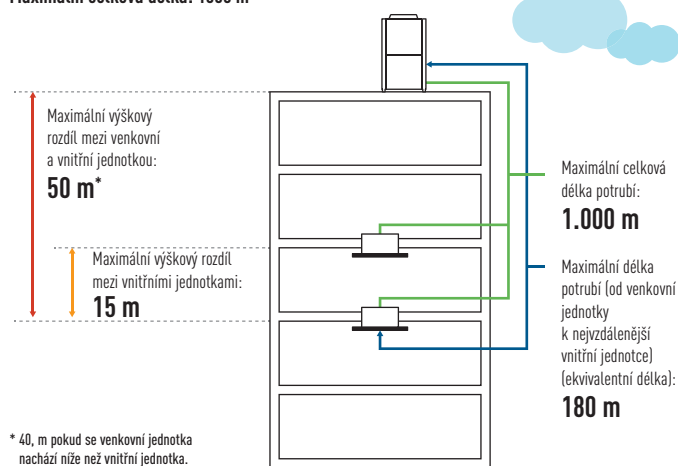 Maximální výškový
rozdíl mezi venkovní
a vnitřní jednotkou:
50 m*
Maximální výškový rozdíl
mezi vnitřními jednotkami:
15 m
Maximální celková
délka potrubí:
1.000 m
Maximální délka
potrubí (od venkovní
jednotky
k nejvzdálenější
vnitřní jednotce)
(ekvivalentní délka):
180 m
* 40, m pokud se venkovní jednotka
nachází níže než vnitřní jednotka.